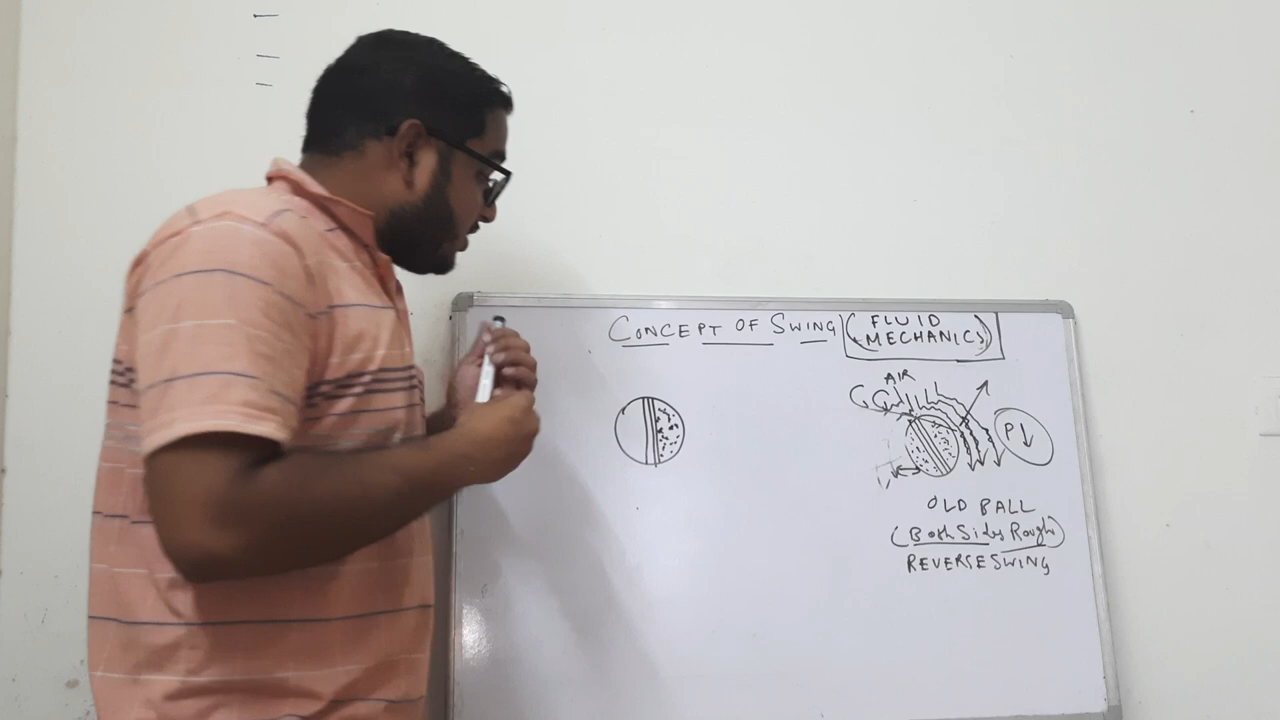 CONCEPT OF SWING (FLUID
MECHANICS)
AIR
P↓
OLD BALL
(Both Sides Rough)
REVERSE SWING